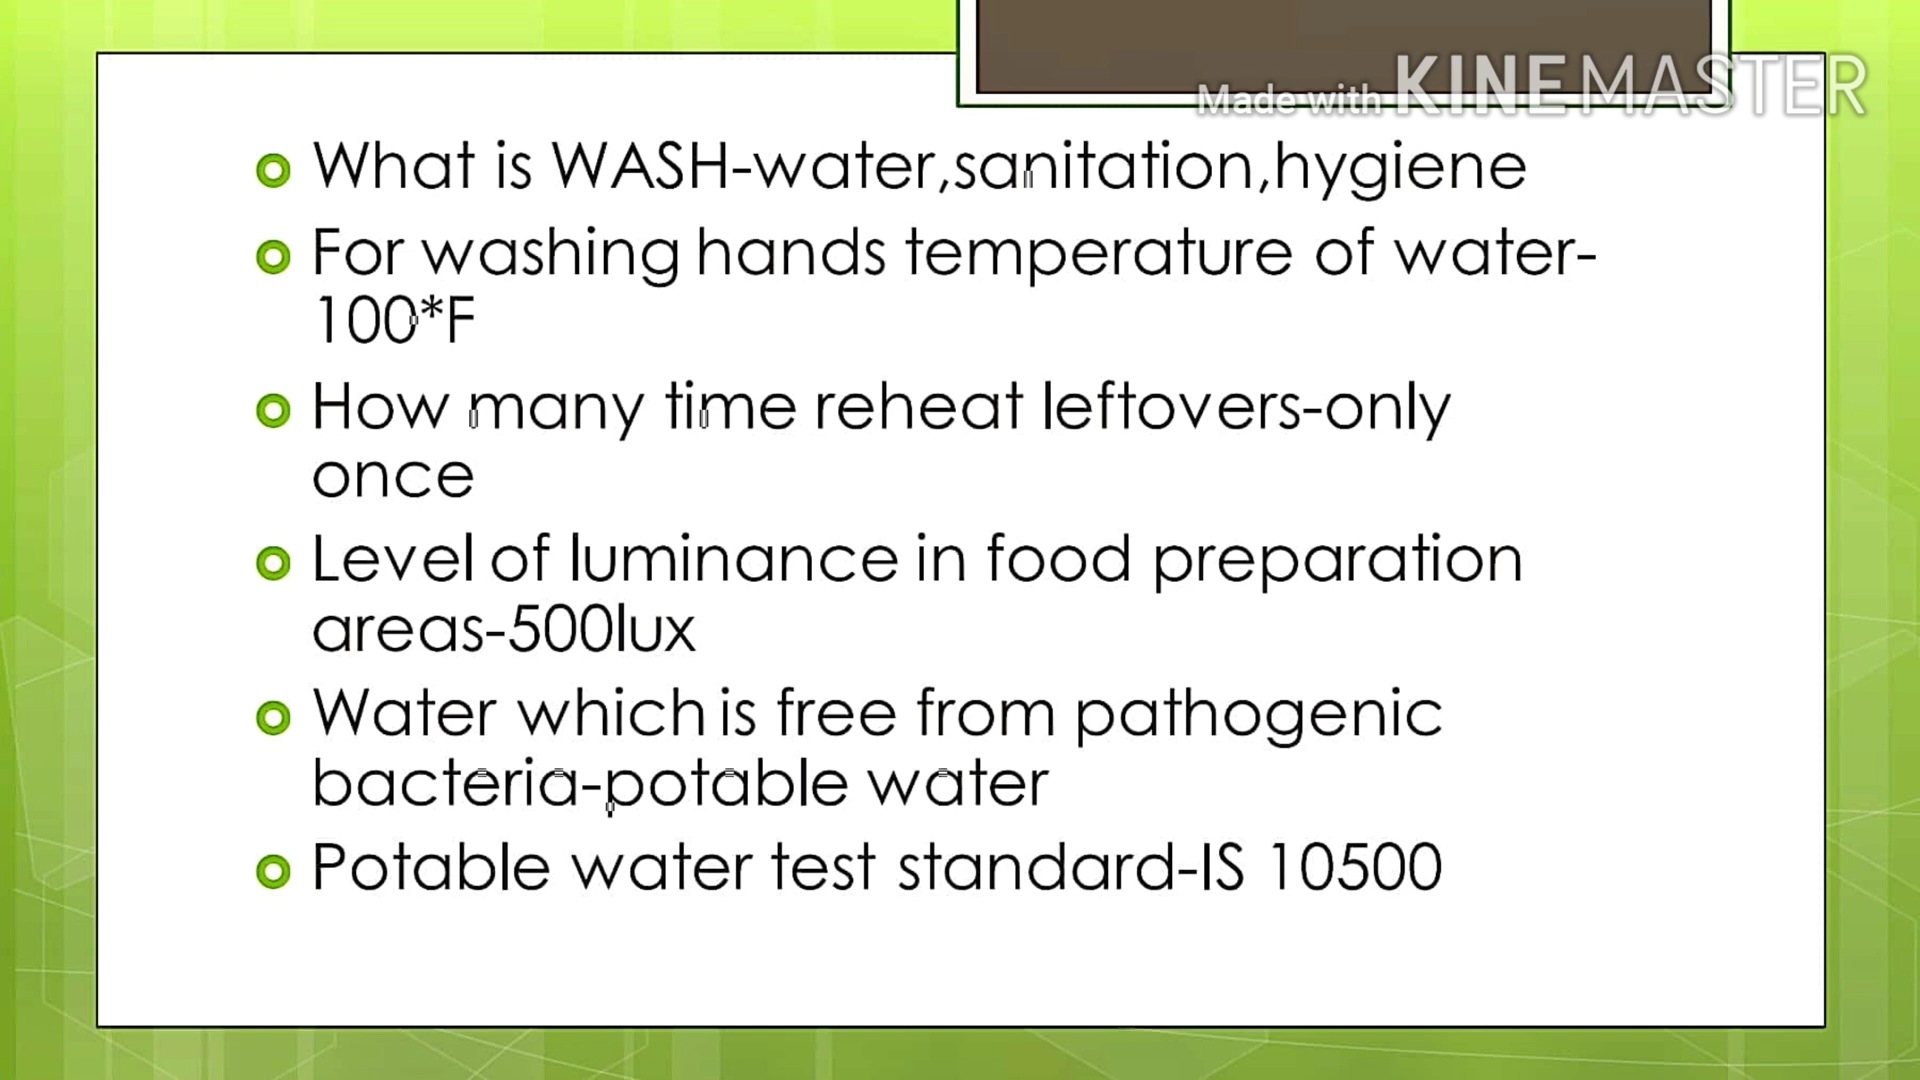 Made with KINEMASTER
What is WASH-water,sanitation,hygiene
For washing hands temperature of water-
100*F
How many time reheat leftovers-only
once
Level of luminance in food preparation
areas-500lux
Water which is free from pathogenic
bacteria-potable water
Potable water test standard-IS 10500